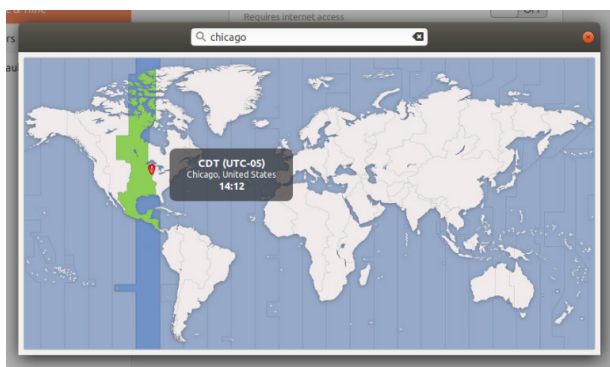 Requires internet access
chicago
CDT (UTC-05)
Chicago, United States
14:12